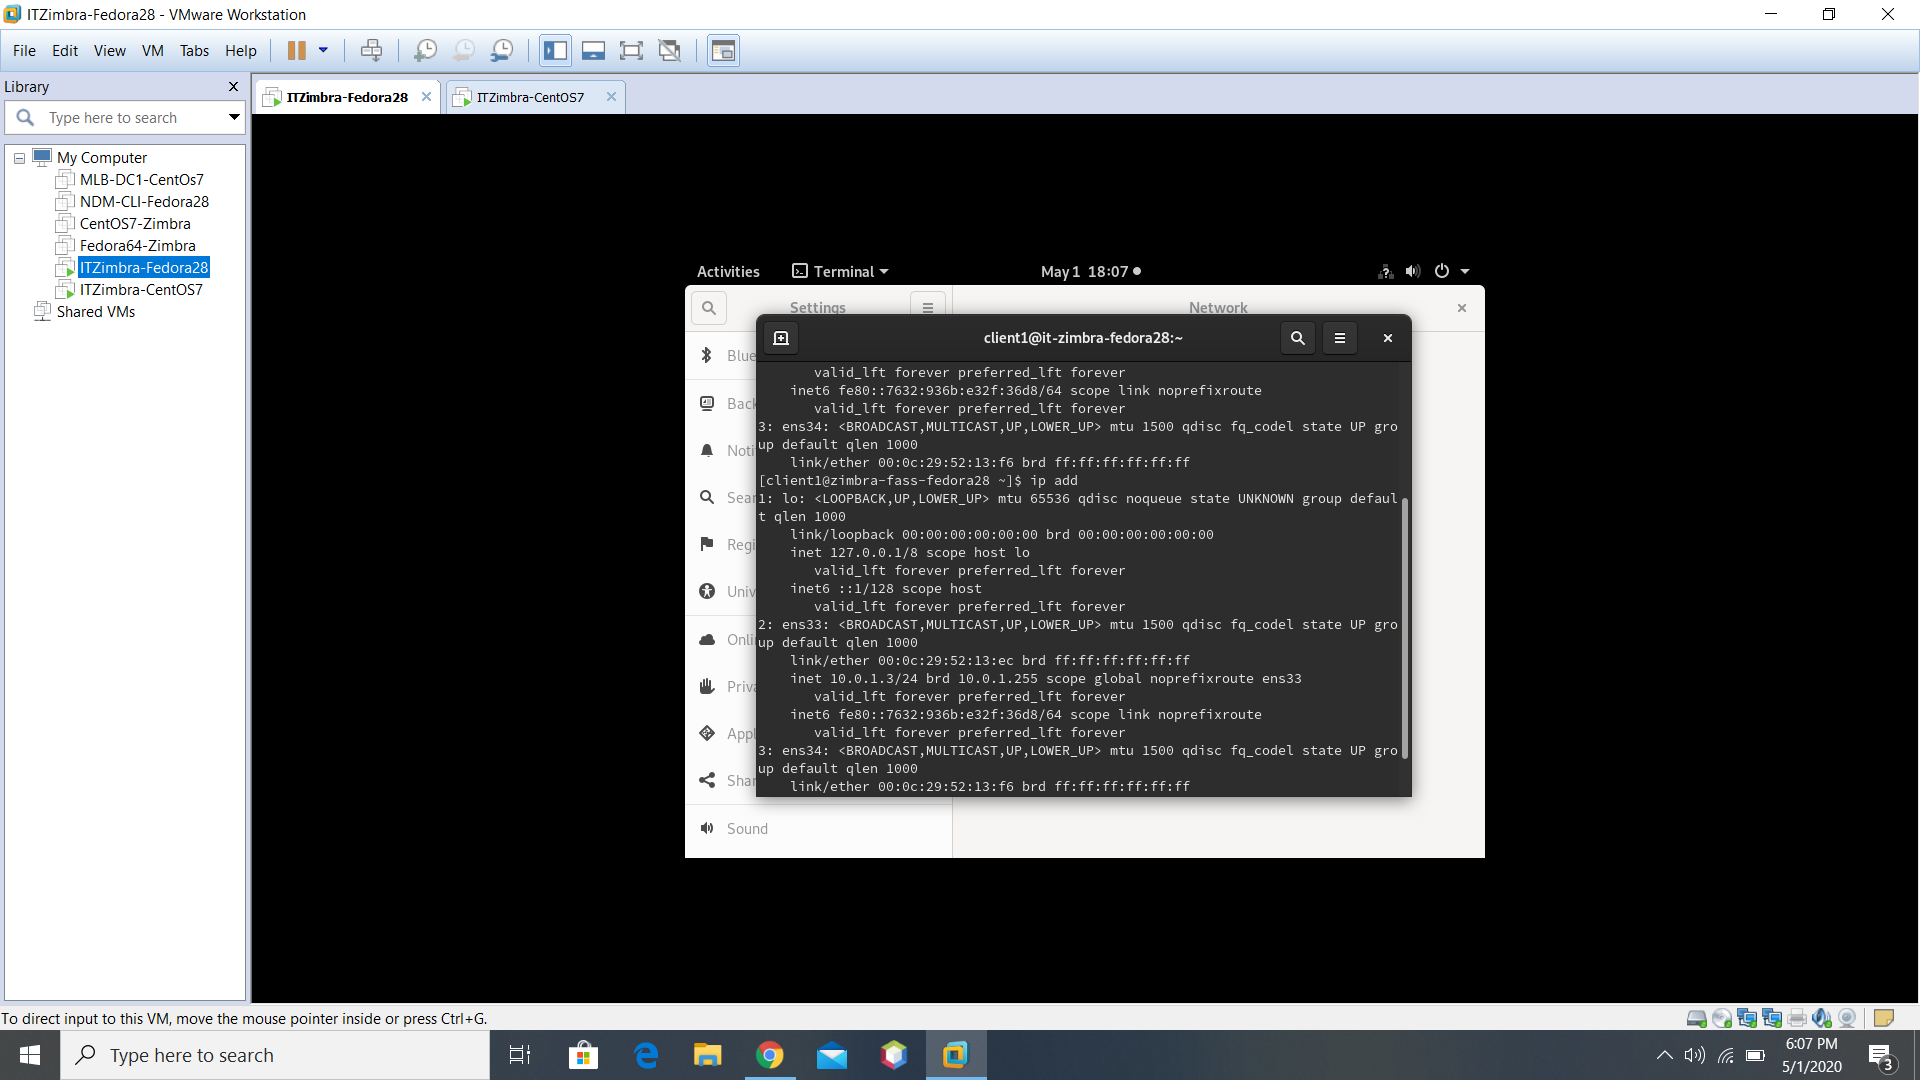 ITZimbra-Fedora28 - VMware Workstation
File Edit View VM Tabs Help
Library
Type here to search
My Computer
MLB-DC1-CentOs7
NDM-CLI-Fedora28
CentOS7-Zimbra
Fedora64-Zimbra
ITZimbra-Fedora28
ITZimbra-CentOS7
Shared VMs
ITZimbra-Fedora28
ITZimbra-CentOS7
Activities
Terminal
May 1 18:07
Settings
Network
Blue
Back
Noti
Sear
Regi
Univ
Onli
Priva
Appl
Shar
Sound
client1@it-zimbra-fedora28:~
valid_lft forever preferred_lft forever
inet6 fe80::7632:936b:e32f:36d8/64 scope link noprefixroute
valid_lft forever preferred_lft forever
3: ens34: <BROADCAST,MULTICAST,UP,LOWER_UP> mtu 1500 qdisc fq_codel state UP gro
up default qlen 1000
link/ether 00:0c:29:52:13:f6 brd ff:ff:ff:ff:ff:ff
[client1@zimbra-fass-fedora28 ~]$ ip add
1: lo: <LOOPBACK,UP,LOWER_UP> mtu 65536 qdisc noqueue state UNKNOWN group defaul
t qlen 1000
link/loopback 00:00:00:00:00:00 brd 00:00:00:00:00:00
inet 127.0.0.1/8 scope host lo
valid_lft forever preferred_lft forever
inet6 ::1/128 scope host
valid_lft forever preferred_lft forever
2: ens33: <BROADCAST,MULTICAST,UP,LOWER_UP> mtu 1500 qdisc fq_codel state UP gro
up default qlen 1000
link/ether 00:0c:29:52:13:ec brd ff:ff:ff:ff:ff:ff
inet 10.0.1.3/24 brd 10.0.1.255 scope global noprefixroute ens33
valid_lft forever preferred_lft forever
inet6 fe80::7632:936b:e32f:36d8/64 scope link noprefixroute
valid_lft forever preferred_lft forever
3: ens34: <BROADCAST,MULTICAST,UP,LOWER_UP> mtu 1500 qdisc fq_codel state UP gro
up default qlen 1000
link/ether 00:0c:29:52:13:f6 brd ff:ff:ff:ff:ff:ff
To direct input to this VM, move the mouse pointer inside or press Ctrl+G.
Type here to search
6:07 PM
5/1/2020
3